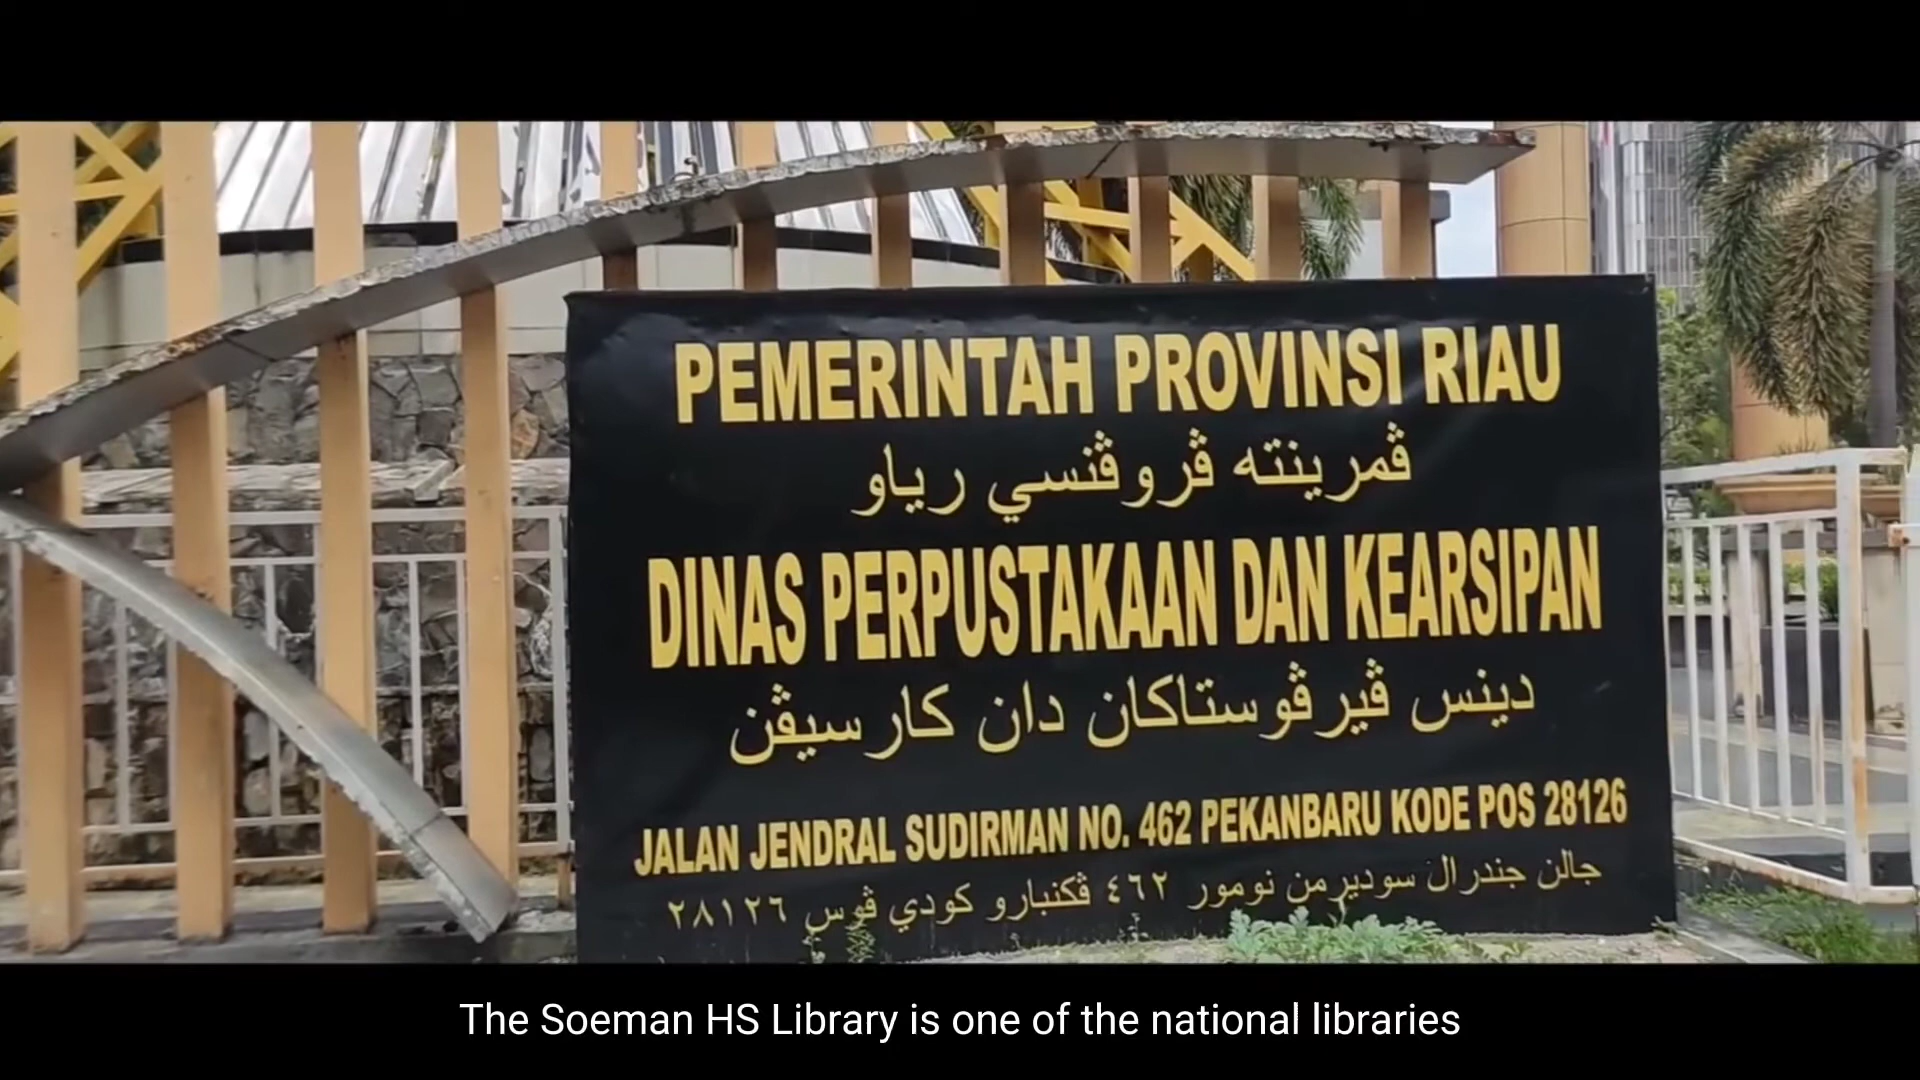 PEMERINTAH PROVINSI RIAU
ڤمرينته ڤروڤنسي رياو
DINAS PERPUSTAKAAN DAN KEARSIPAN
دينس ڤيرڤوستاكان دان كارسيڤن
JALAN JENDRAL SUDIRMAN NO. 462 PEKANBARU KODE POS 28126
جالن جندرال سوديرمن نومور ٤٦٢ ڤكنبارو كودي ڤوس ٢٨١٢٦
The Soeman HS Library is one of the national libraries